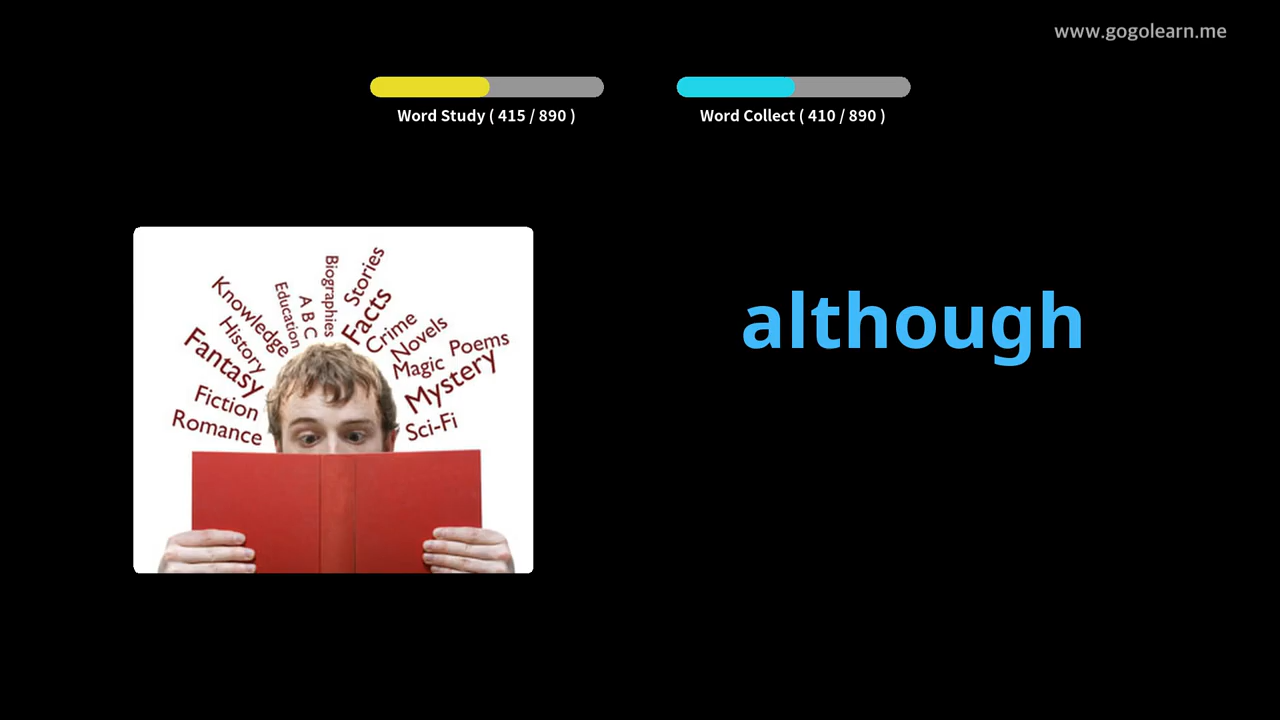 www.gogolearn.me
Word Study ( 415 / 890 )
Word Collect ( 410 / 890 )
although
Romance
Fiction
Fantasy
History
Knowledge
Education
A B C
Biographies
Stories
Facts
Crime
Novels
Magic
Poems
Mystery
Sci-Fi